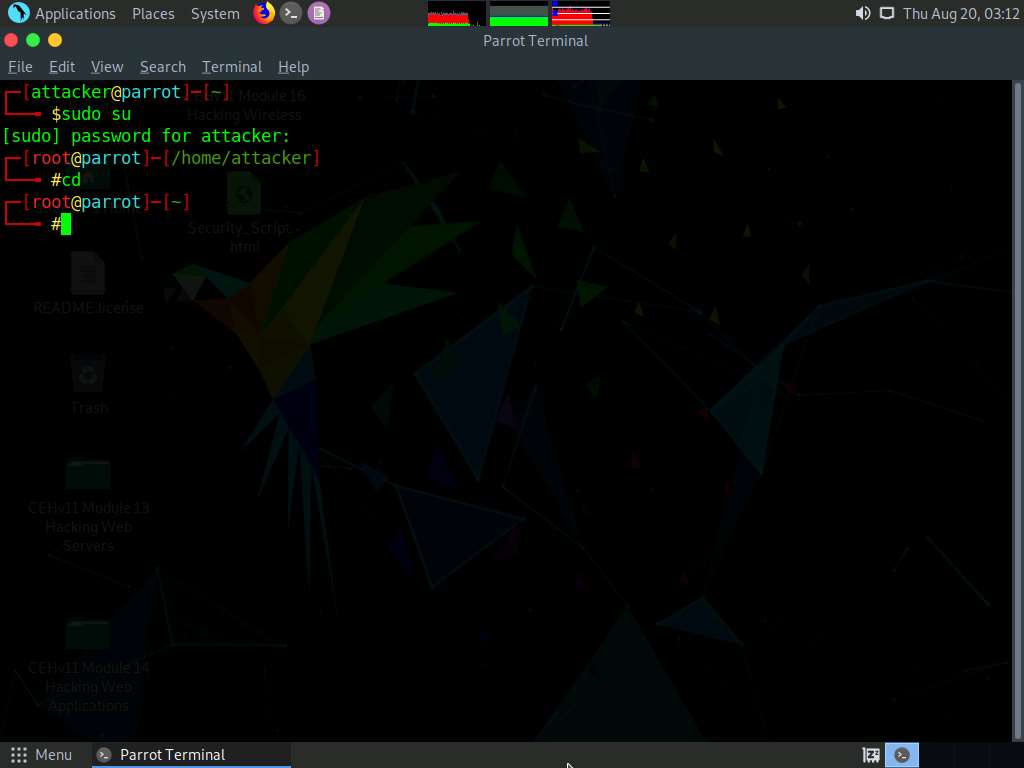 Applications Places System Thu Aug 20, 03:12
Parrot Terminal
File Edit View Search Terminal Help
┌─[attacker@parrot]─[~]
└──╼ $sudo su
[sudo] password for attacker:
┌─[root@parrot]─[/home/attacker]
└──╼ #cd
┌─[root@parrot]─[~]
└──╼ #
Module 16
Hacking Wireless
Security_Script.-
html
README.license
Trash
CEHv11 Module 13
Hacking Web
Servers
CEHv11 Module 14
Hacking Web
Applications
Menu Parrot Terminal